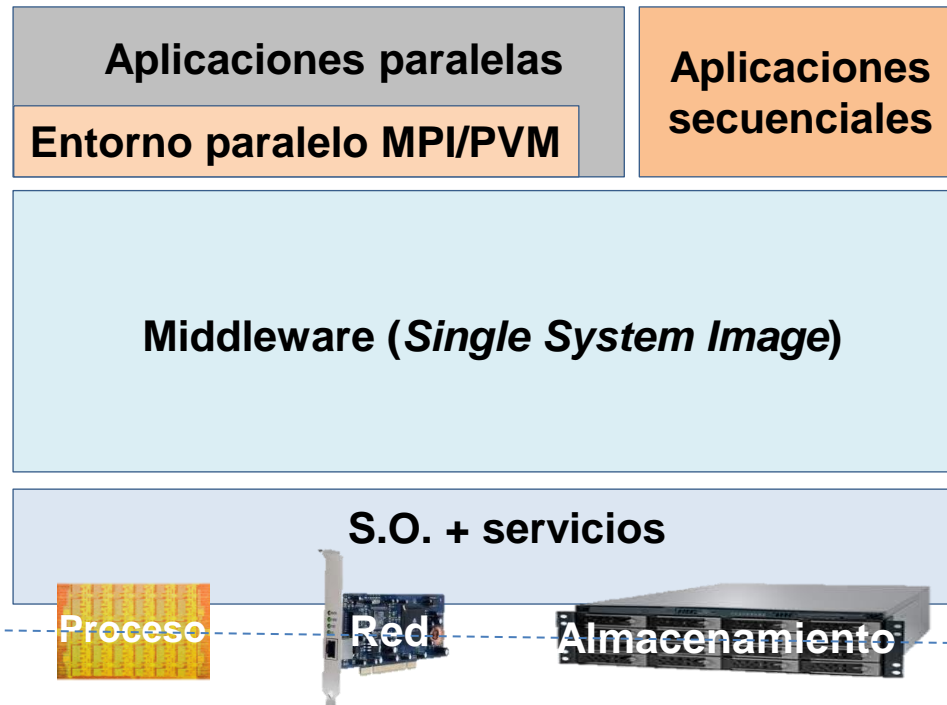 Aplicaciones paralelas
Entorno paralelo MPI/PVM
Aplicaciones
secuenciales
Middleware (Single System Image)
S.O. + servicios
Proceso
Red
Almacenamiento